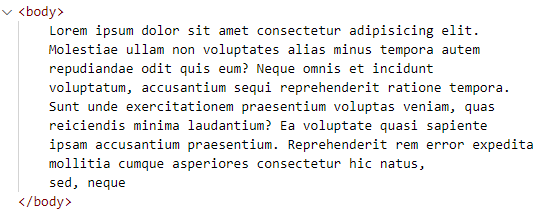 <body>
Lorem ipsum dolor sit amet consectetur adipisicing elit.
Molestiae ullam non voluptates alias minus tempora autem
repudiandae odit quis eum? Neque omnis et incidunt
voluptatum, accusantium sequi reprehenderit ratione tempora.
Sunt unde exercitationem praesentium voluptas veniam, quas
reiciendis minima laudantium? Ea voluptate quasi sapiente
ipsam accusantium praesentium. Reprehenderit rem error expedita
mollitia cumque asperiores consectetur hic natus,
sed, neque
</body>